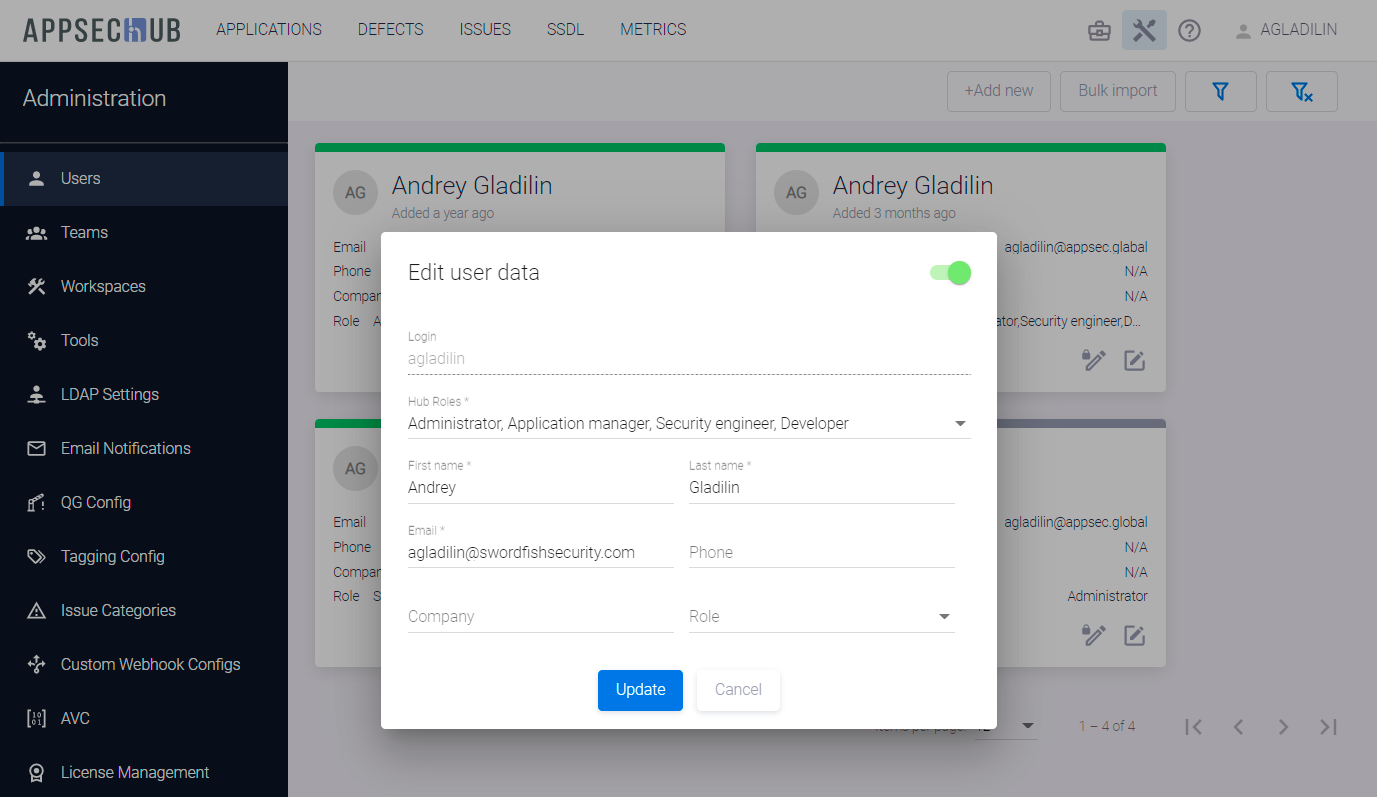 APPSECHUB APPLICATIONS DEFECTS ISSUES SSDL METRICS AGLADILIN
Administration
+Add new Bulk import
Users
Teams
Workspaces
Tools
LDAP Settings
Email Notifications
QG Config
Tagging Config
Issue Categories
Custom Webhook Configs
AVC
License Management
AG Andrey Gladilin
Added a year ago
Email
Phone
Compan
Role A
AG Andrey Gladilin
Added 3 months ago
agladilin@appsec.glabal
N/A
N/A
ator,Security engineer,D...
Edit user data
Login
agladilin
Hub Roles *
Administrator, Application manager, Security engineer, Developer
First name * Last name *
Andrey Gladilin
Email *
agladilin@swordfishsecurity.com Phone
Company Role
Update Cancel
AG
Email
Phone
Compan
Role S
agladilin@appsec.global
N/A
N/A
Administrator
1 – 4 of 4